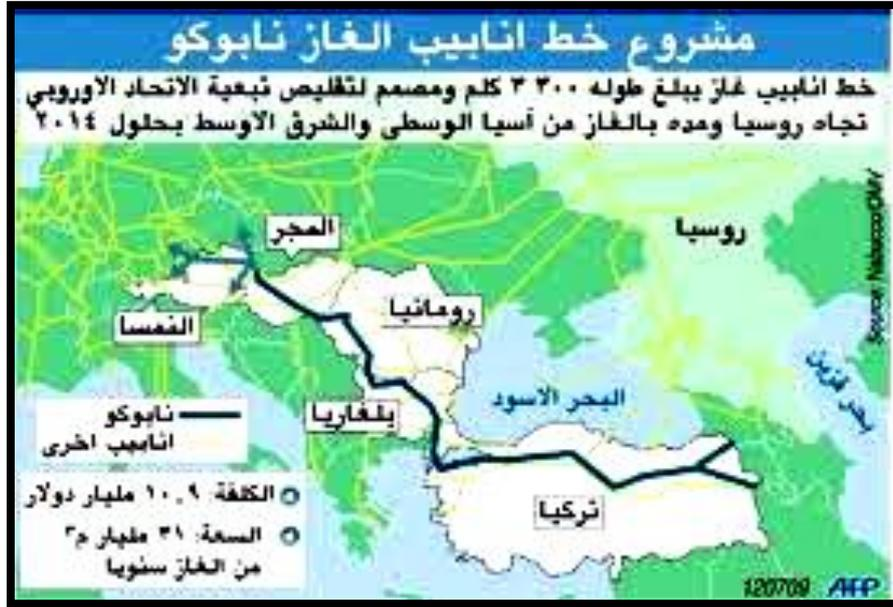 مشروع خط انابيب الغاز نابوكو
خط انابيب غاز يبلغ طوله ٣٣٠٠ كلم ومصمم لتقليص تبعية الاتحاد الاوروبي
تجاه روسيا ومده بالغاز من آسيا الوسطى والشرق الاوسط بحلول ٢٠١٤
Source: Nabucco/OMV
روسيا
المجر
رومانيا
النمسا
بحر قزوين
البحر الاسود
بلغاريا
نابوكو
انابيب اخرى
تركيا
الكلفة: ١٠,٩ مليار دولار
السعة: ٣١ مليار م٣
من الغاز سنويا
120709 AFP